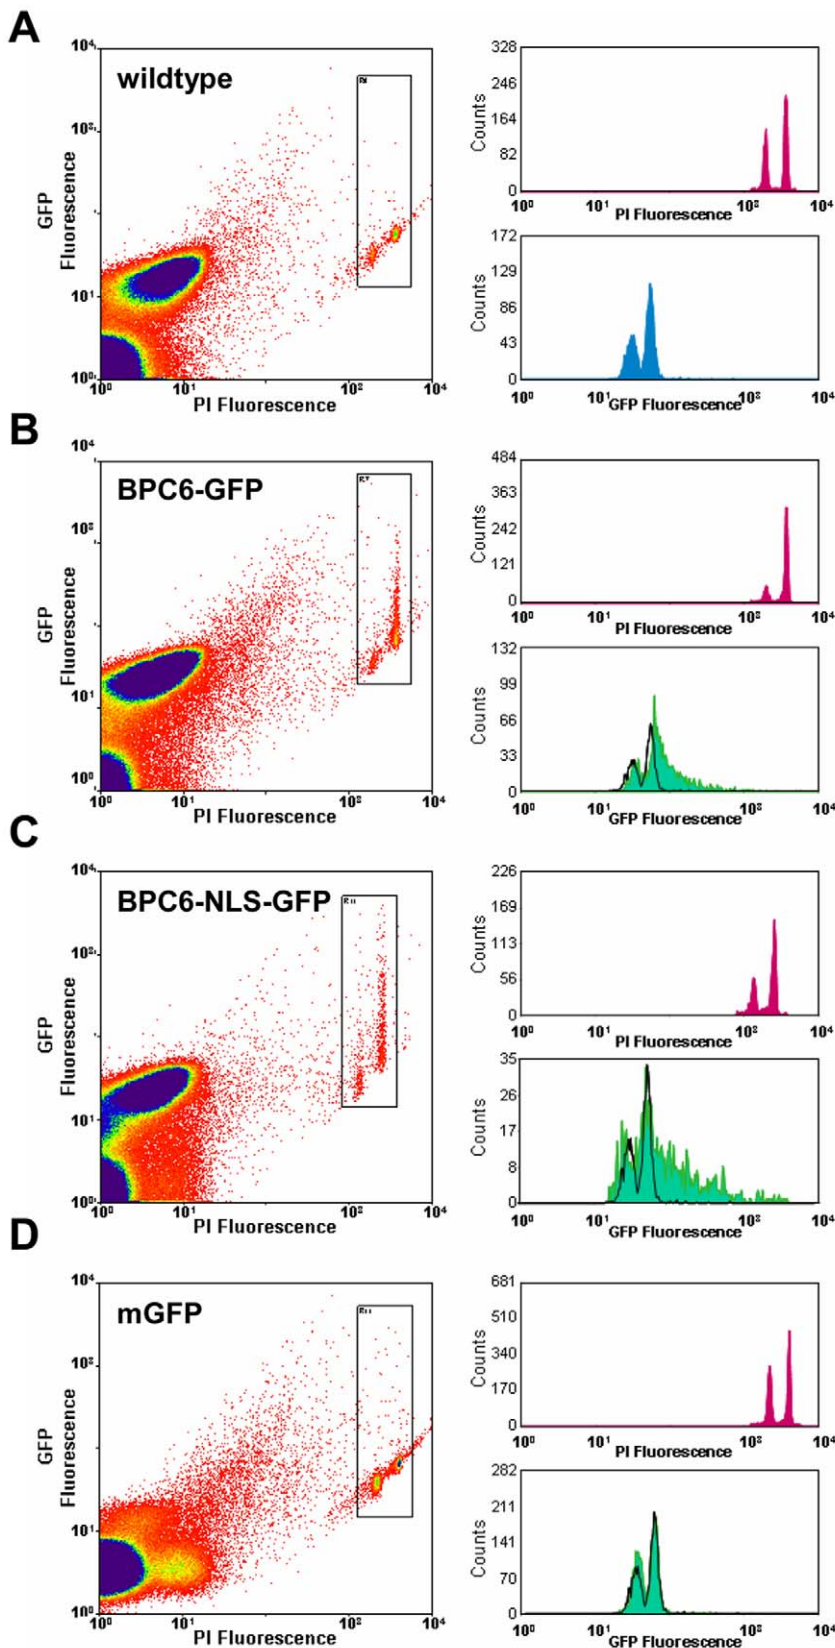 A
wildtype
10⁴
10³
10¹
10⁰
GFP
Fluorescence
10⁰ 10¹ 10³ 10⁴
PI Fluorescence
328
246
164
82
0
Counts
10⁰ 10¹ 10³ 10⁴
PI Fluorescence
172
129
86
43
0
Counts
10⁰ 10¹ 10³ 10⁴
GFP Fluorescence
B
BPC6-GFP
10⁴
10³
10¹
10⁰
GFP
Fluorescence
10⁰ 10¹ 10³ 10⁴
PI Fluorescence
484
363
242
121
0
Counts
10⁰ 10¹ 10³ 10⁴
PI Fluorescence
132
99
66
33
0
Counts
10⁰ 10¹ 10³ 10⁴
GFP Fluorescence
C
BPC6-NLS-GFP
10⁴
10³
10¹
10⁰
GFP
Fluorescence
10⁰ 10¹ 10³ 10⁴
PI Fluorescence
226
169
113
56
0
Counts
10⁰ 10¹ 10³ 10⁴
PI Fluorescence
35
26
17
8
0
Counts
10⁰ 10¹ 10³ 10⁴
GFP Fluorescence
D
mGFP
10⁴
10³
10¹
10⁰
GFP
Fluorescence
10⁰ 10¹ 10³ 10⁴
PI Fluorescence
681
510
340
170
0
Counts
10⁰ 10¹ 10³ 10⁴
PI Fluorescence
282
211
141
70
0
Counts
10⁰ 10¹ 10³ 10⁴
GFP Fluorescence